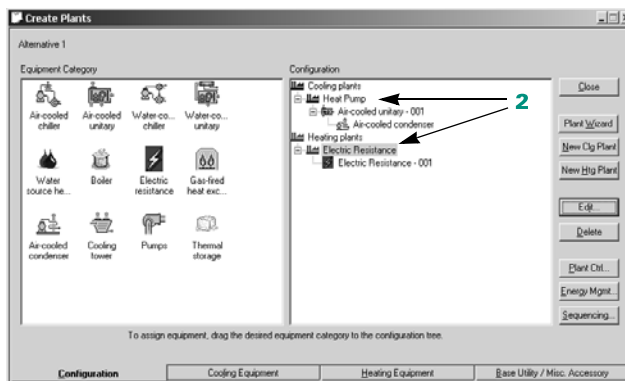 Create Plants
Alternative 1
Equipment Category
Air-cooled chiller
Air-cooled unitary
Water-co... chiller
Water-co... unitary
Water source he...
Boiler
Electric resistance
Gas-fired heat exc...
Air-cooled condenser
Cooling tower
Pumps
Thermal storage
Configuration
Cooling plants
Heat Pump
Air-cooled unitary - 001
Air-cooled condenser
Heating plants
Electric Resistance
Electric Resistance - 001
2
Close
Plant Wizard
New Clg Plant
New Htg Plant
Edit...
Delete
Plant Ctrl...
Energy Mgmt...
Sequencing...
To assign equipment, drag the desired equipment category to the configuration tree.
Configuration
Cooling Equipment
Heating Equipment
Base Utility / Misc. Accessory